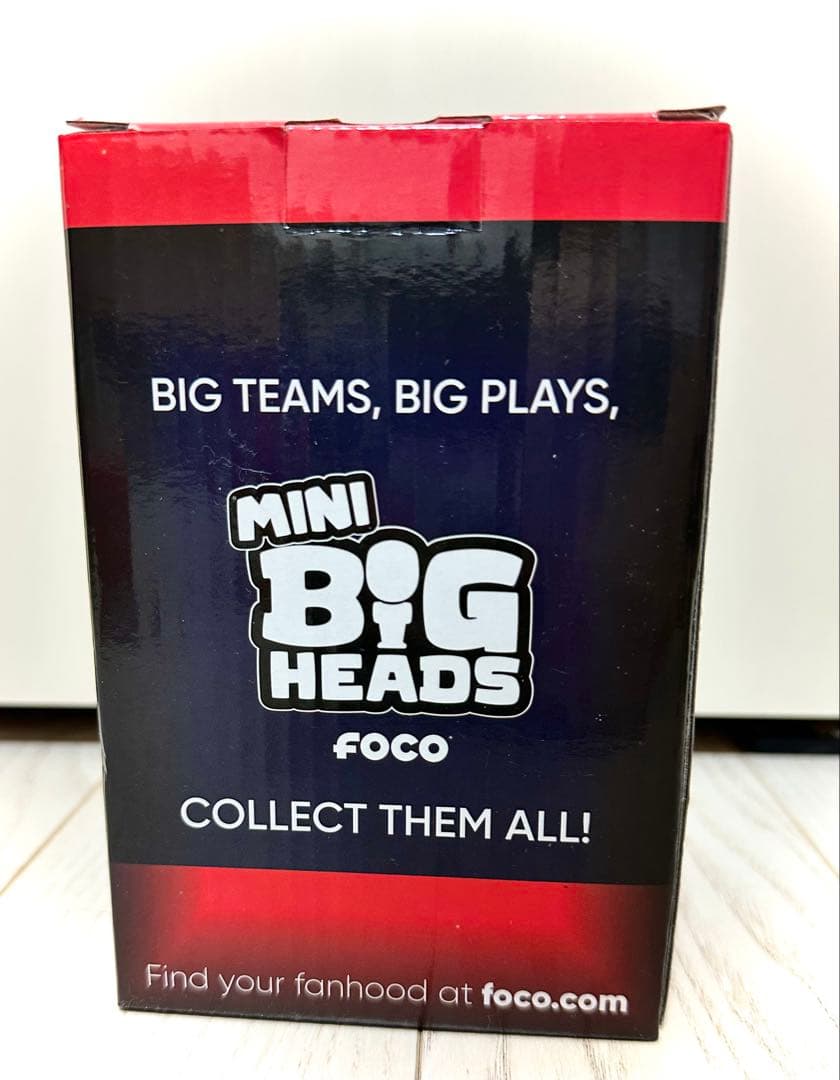 BIG TEAMS, BIG PLAYS,
MINI
BIG
HEADS
FOCO
COLLECT THEM ALL!
Find your fanhood at foco.com